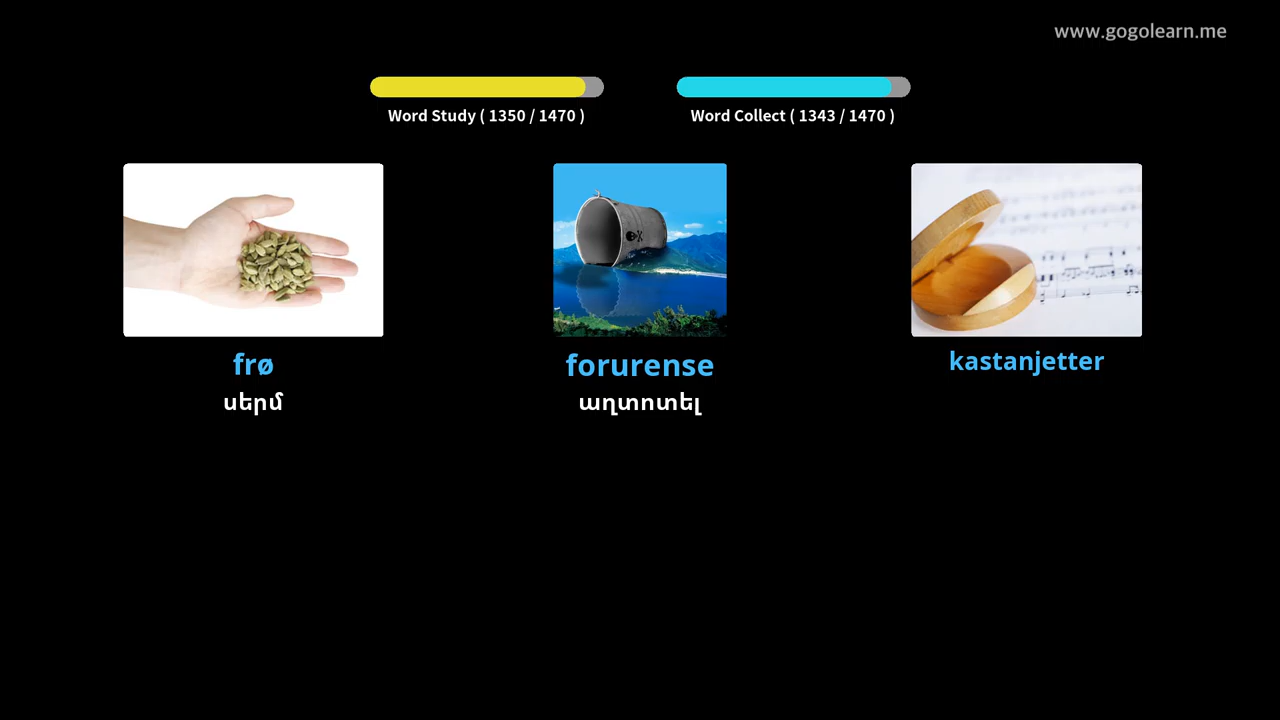 www.gogolearn.me
Word Study ( 1350 / 1470 )
Word Collect ( 1343 / 1470 )
frø
forurense
kastanjetter
սերմ
աղտոտել